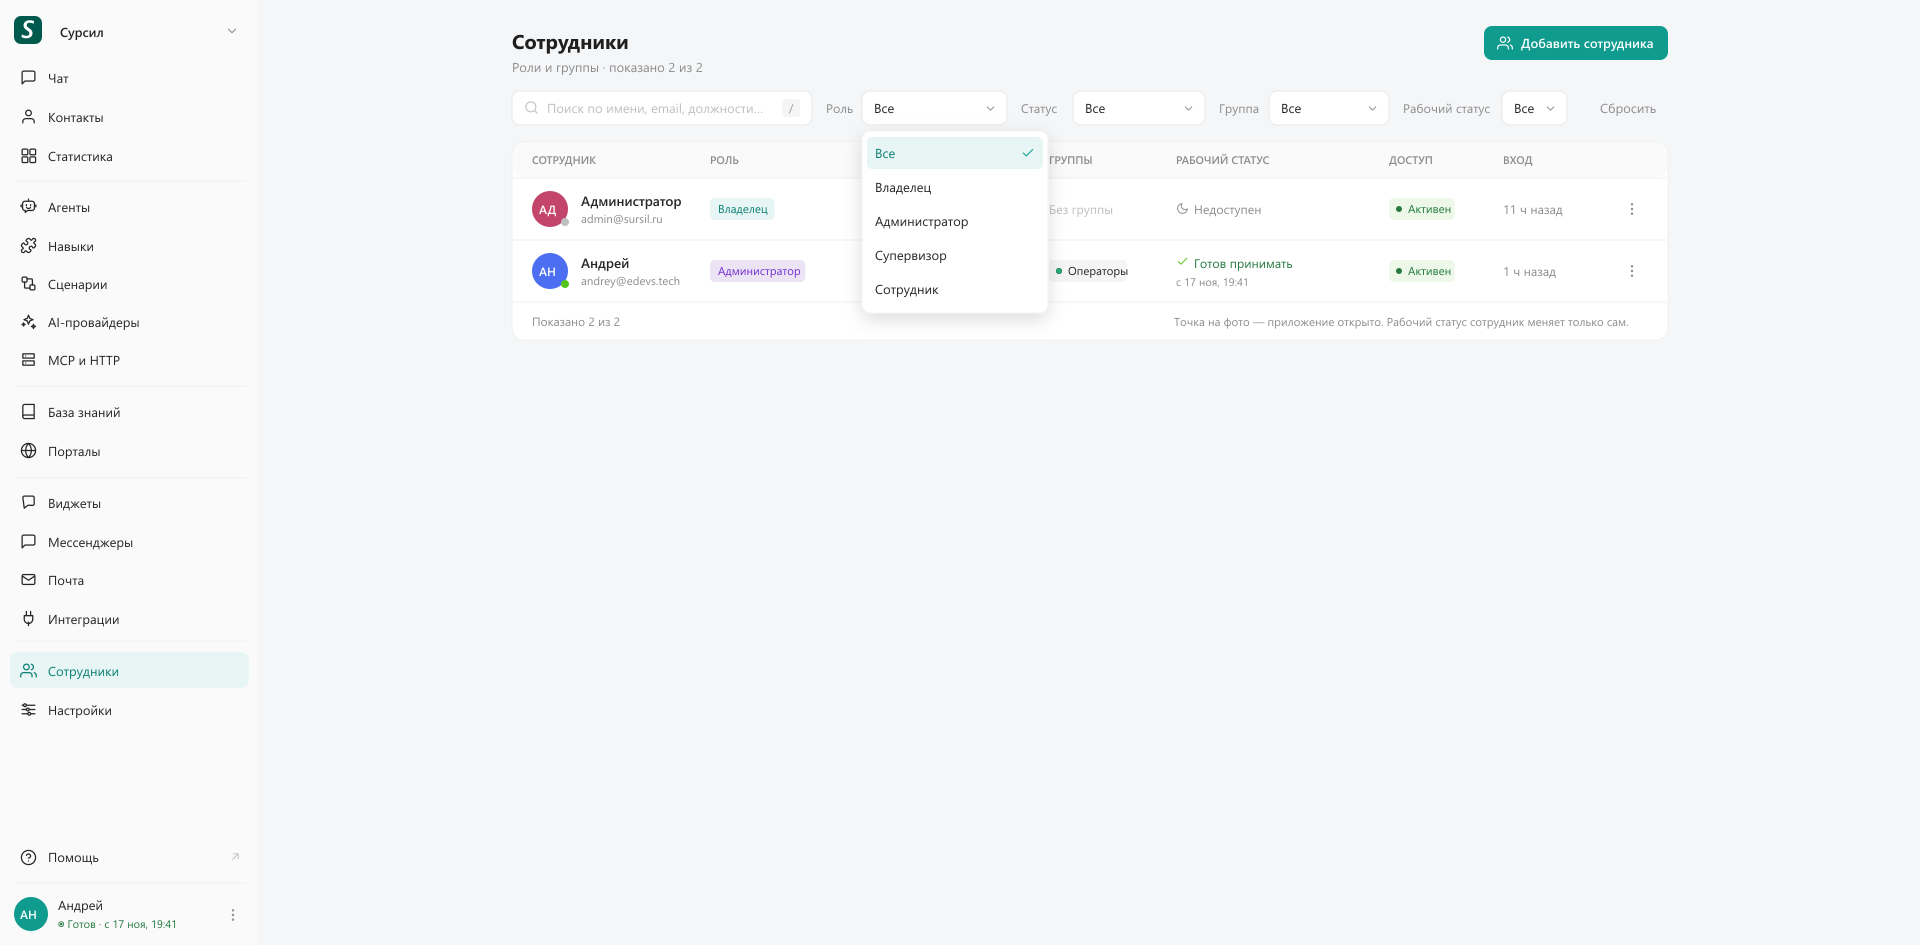 S
Сурсил
Чат
Контакты
Статистика
Агенты
Навыки
Сценарии
AI-провайдеры
MCP и HTTP
База знаний
Порталы
Виджеты
Мессенджеры
Почта
Интеграции
Сотрудники
Настройки
Помощь
АН
Андрей
Готов · с 17 ноя, 19:41
Сотрудники
Роли и группы · показано 2 из 2
Добавить сотрудника
Поиск по имени, email, должности... /
Роль Все
Статус Все
Группа Все
Рабочий статус Все
Сбросить
Все
Владелец
Администратор
Супервизор
Сотрудник
СОТРУДНИК РОЛЬ ГРУППЫ РАБОЧИЙ СТАТУС ДОСТУП ВХОД
АД Администратор Владелец Без группы Недоступен Активен 11 ч назад
admin@sursil.ru
АН Андрей Администратор Операторы Готов принимать Активен 1 ч назад
andrey@edevs.tech с 17 ноя, 19:41
Показано 2 из 2
Точка на фото — приложение открыто. Рабочий статус сотрудник меняет только сам.